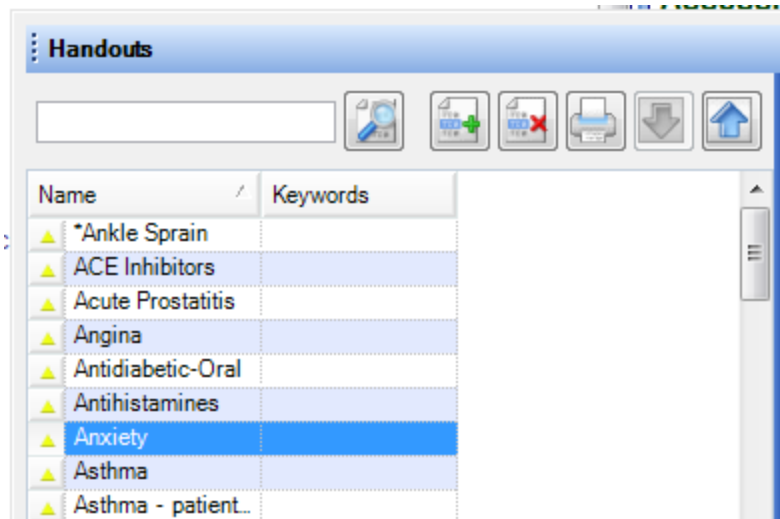 Handouts
Name Keywords
*Ankle Sprain
ACE Inhibitors
Acute Prostatitis
Angina
Antidiabetic-Oral
Antihistamines
Anxiety
Asthma
Asthma - patient...